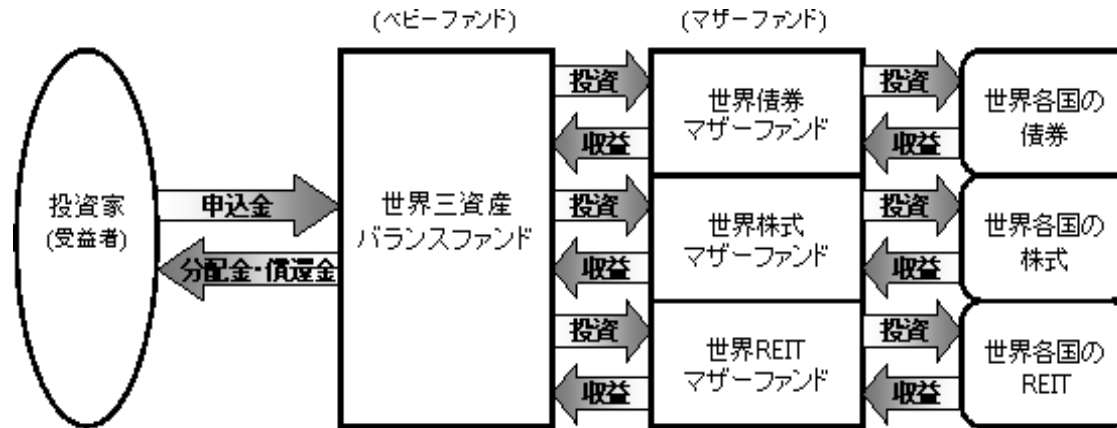 (ベビーファンド)
(マザーファンド)
投資家
(受益者)
申込金
分配金・償還金
世界三資産
バランスファンド
投資
収益
投資
収益
投資
収益
世界債券
マザーファンド
世界株式
マザーファンド
世界REIT
マザーファンド
投資
収益
投資
収益
投資
収益
世界各国の
債券
世界各国の
株式
世界各国の
REIT